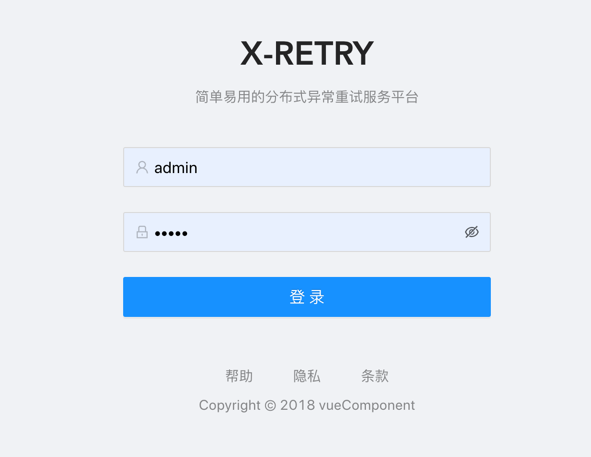 X-RETRY
简单易用的分布式异常重试服务平台
admin
•••••
登 录
帮助 隐私 条款
Copyright © 2018 vueComponent